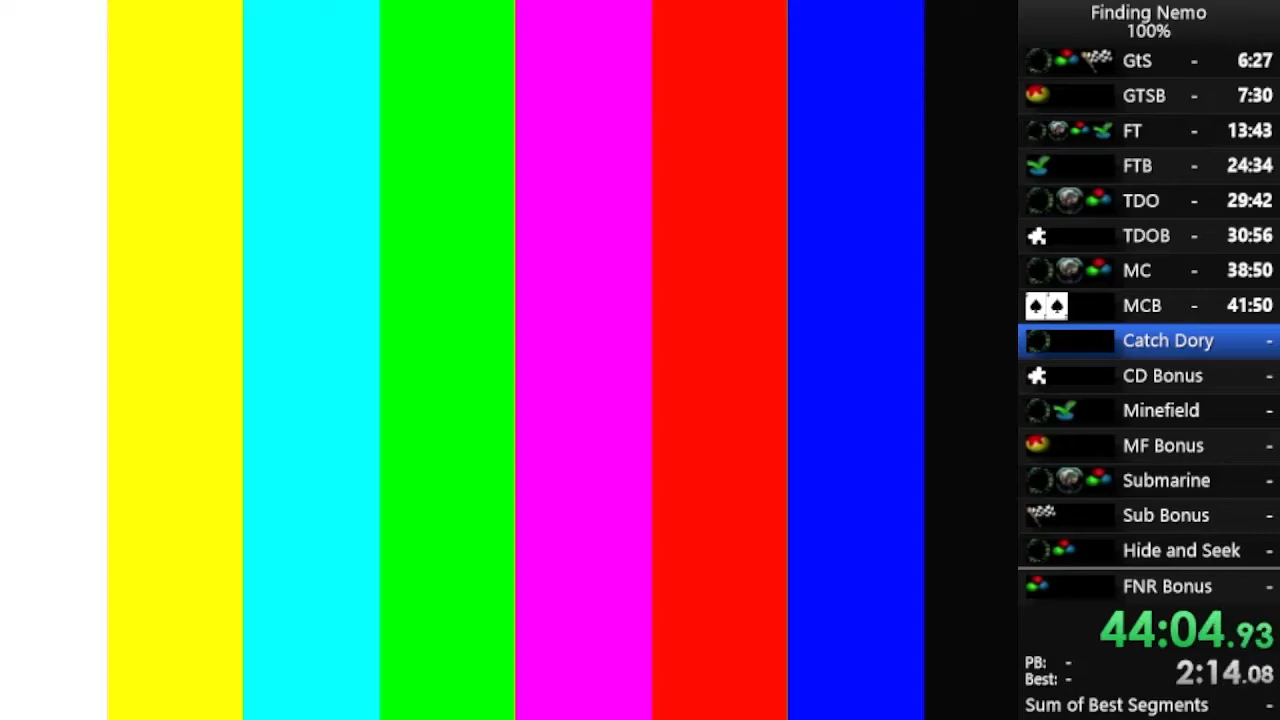 Finding Nemo
100%
GtS - 6:27
GTSB - 7:30
FT - 13:43
FTB - 24:34
TDO - 29:42
TDOB - 30:56
MC - 38:50
MCB - 41:50
Catch Dory -
CD Bonus -
Minefield -
MF Bonus -
Submarine -
Sub Bonus -
Hide and Seek -
FNR Bonus -
44:04.93
PB: -
Best: - 2:14.08
Sum of Best Segments -